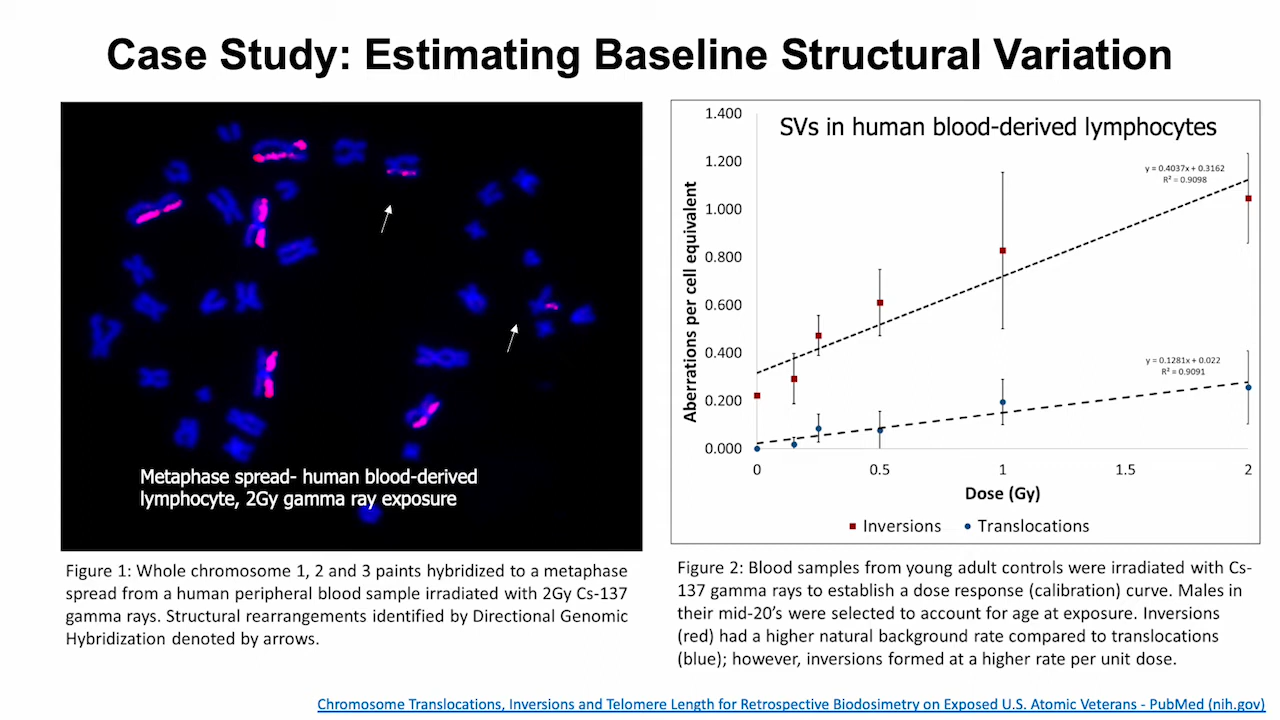 Case Study: Estimating Baseline Structural Variation
Metaphase spread- human blood-derived
lymphocyte, 2Gy gamma ray exposure
Figure 1: Whole chromosome 1, 2 and 3 paints hybridized to a metaphase
spread from a human peripheral blood sample irradiated with 2Gy Cs-137
gamma rays. Structural rearrangements identified by Directional Genomic
Hybridization denoted by arrows.
SVs in human blood-derived lymphocytes
Aberrations per cell equivalent
1.400
1.200
1.000
0.800
0.600
0.400
0.200
0.000
y = 0.4037x + 0.3162
R² = 0.9098
y = 0.1281x + 0.022
R² = 0.9091
0 0.5 1 1.5 2
Dose (Gy)
Inversions Translocations
Figure 2: Blood samples from young adult controls were irradiated with Cs-
137 gamma rays to establish a dose response (calibration) curve. Males in
their mid-20's were selected to account for age at exposure. Inversions
(red) had a higher natural background rate compared to translocations
(blue); however, inversions formed at a higher rate per unit dose.
Chromosome Translocations, Inversions and Telomere Length for Retrospective Biodosimetry on Exposed U.S. Atomic Veterans - PubMed (nih.gov)